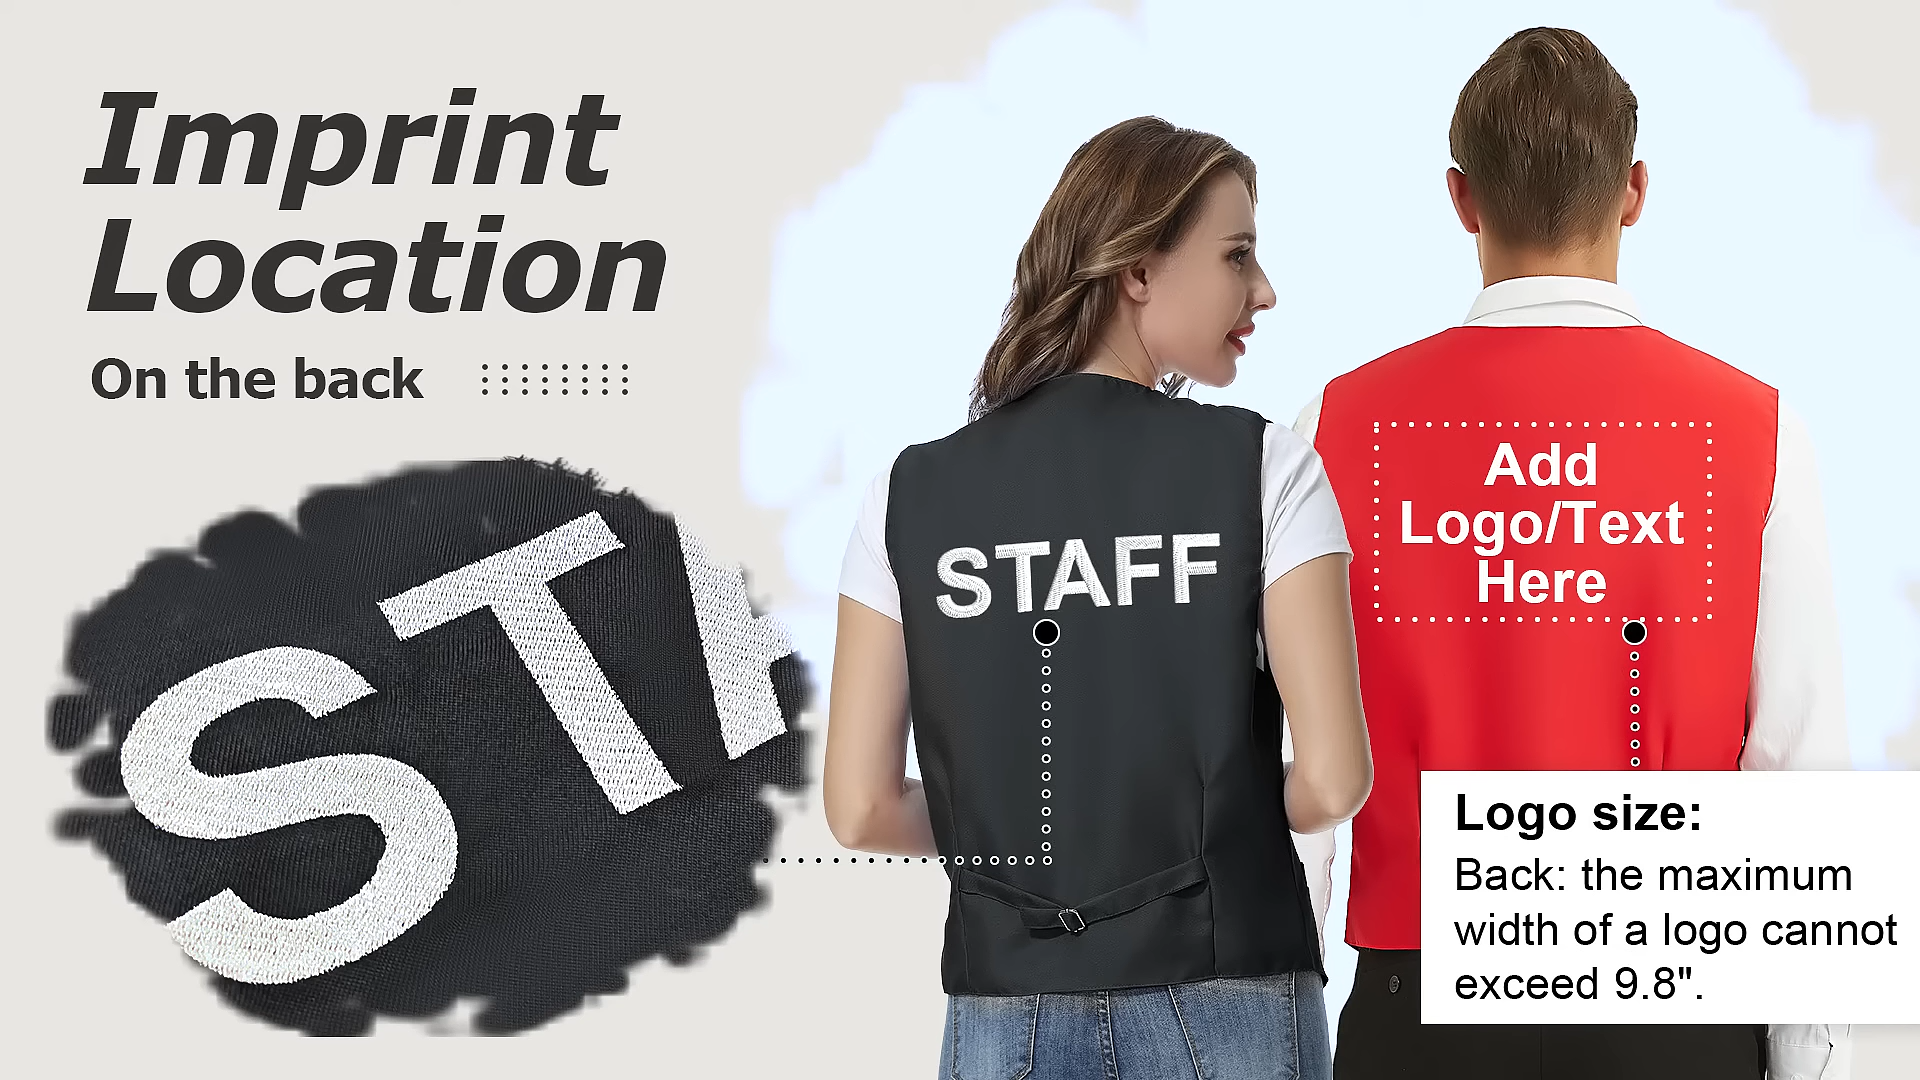 Imprint
Location
On the back
STA
STAFF
Add
Logo/Text
Here
Logo size:
Back: the maximum
width of a logo cannot
exceed 9.8".